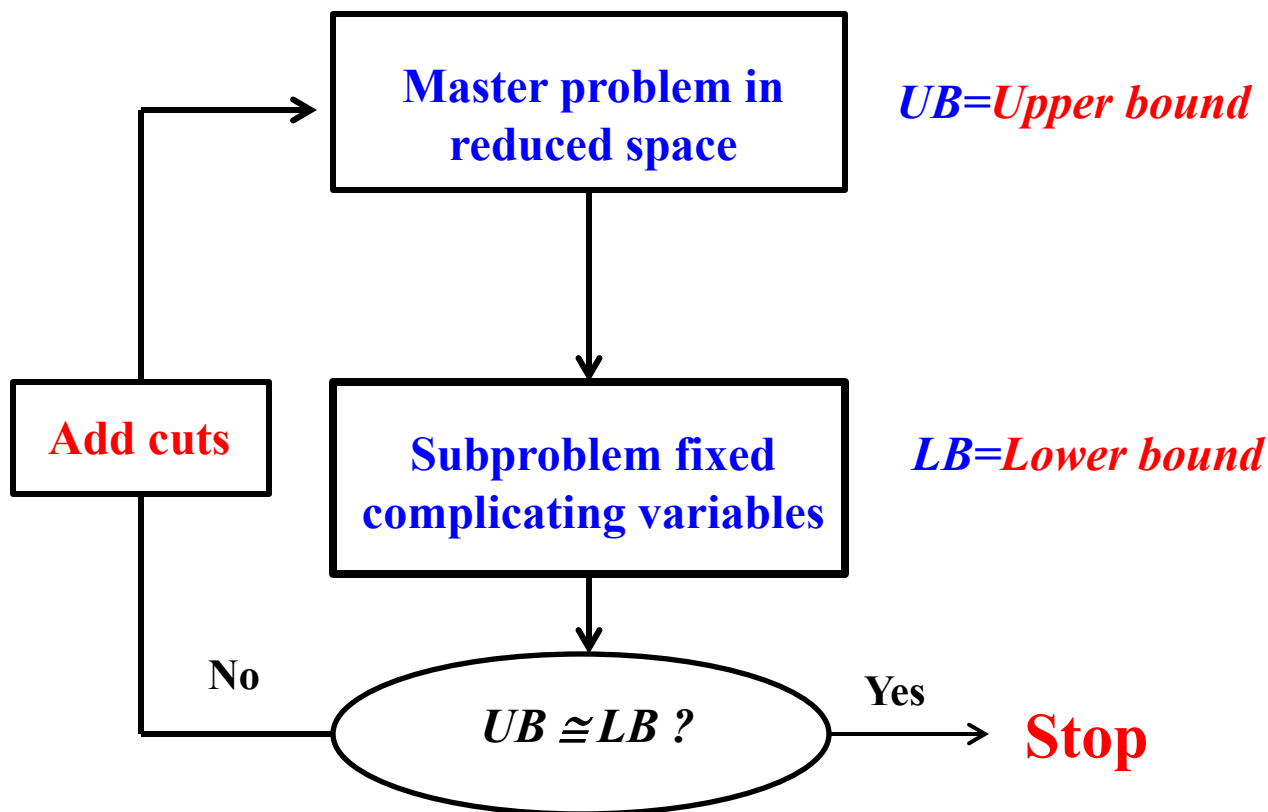 Master problem in
reduced space
UB=Upper bound
Add cuts
Subproblem fixed
complicating variables
LB=Lower bound
No
UB ≅ LB ?
Yes
Stop